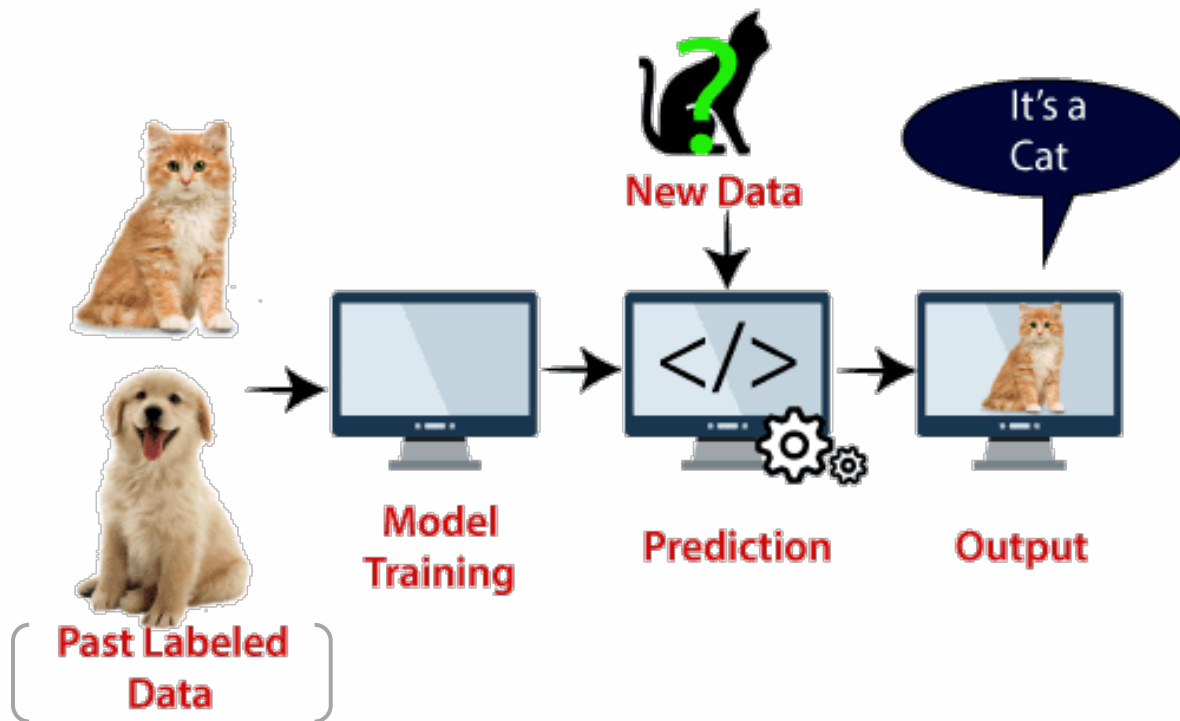 New Data
It's a
Cat
</>
Model
Training
Prediction
Output
Past Labeled
Data